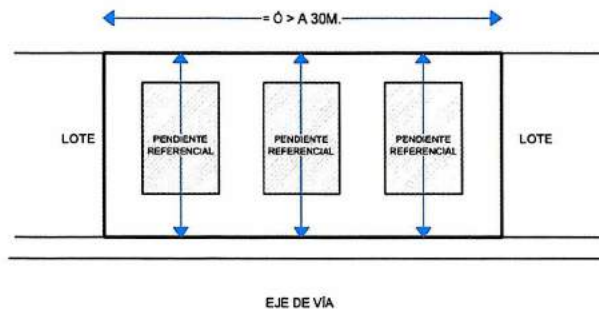 = Ó > A 30M.
LOTE
PENDIENTE
REFERENCIAL
PENDIENTE
REFERENCIAL
PENDIENTE
REFERENCIAL
LOTE
EJE DE VÍA